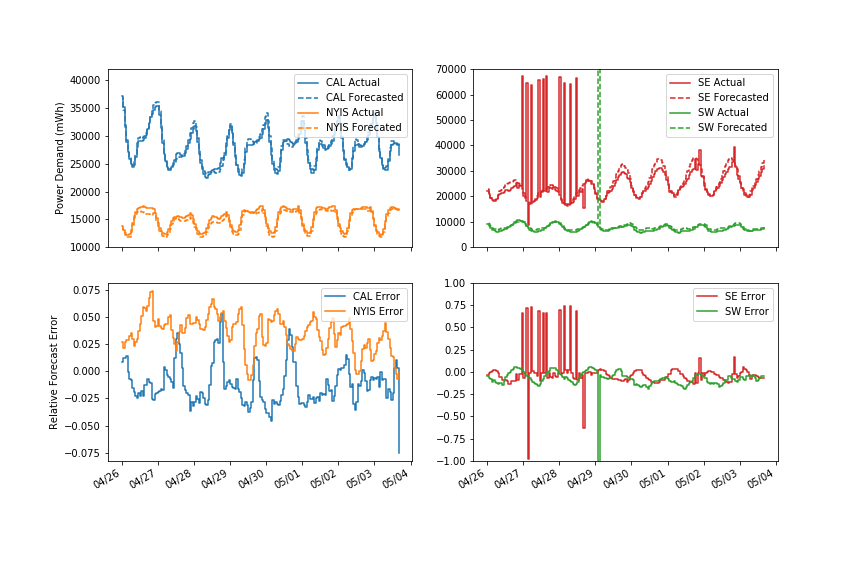 CAL Actual
CAL Forecasted
NYIS Actual
NYIS Forecated
Power Demand (mWh)
40000
35000
30000
25000
20000
15000
10000
SE Actual
SE Forecasted
SW Actual
SW Forecated
70000
60000
50000
40000
30000
20000
10000
0
CAL Error
NYIS Error
Relative Forecast Error
0.075
0.050
0.025
0.000
−0.025
−0.050
−0.075
04/26 04/27 04/28 04/29 04/30 05/01 05/02 05/03 05/04
SE Error
SW Error
1.00
0.75
0.50
0.25
0.00
−0.25
−0.50
−0.75
−1.00
04/26 04/27 04/28 04/29 04/30 05/01 05/02 05/03 05/04